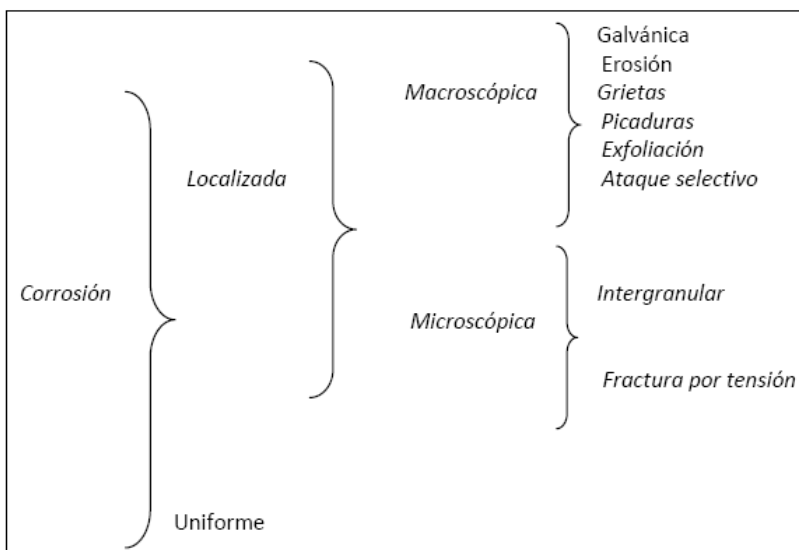 Corrosión
Localizada
Macroscópica
Galvánica
Erosión
Grietas
Picaduras
Exfoliación
Ataque selectivo
Microscópica
Intergranular
Fractura por tensión
Uniforme